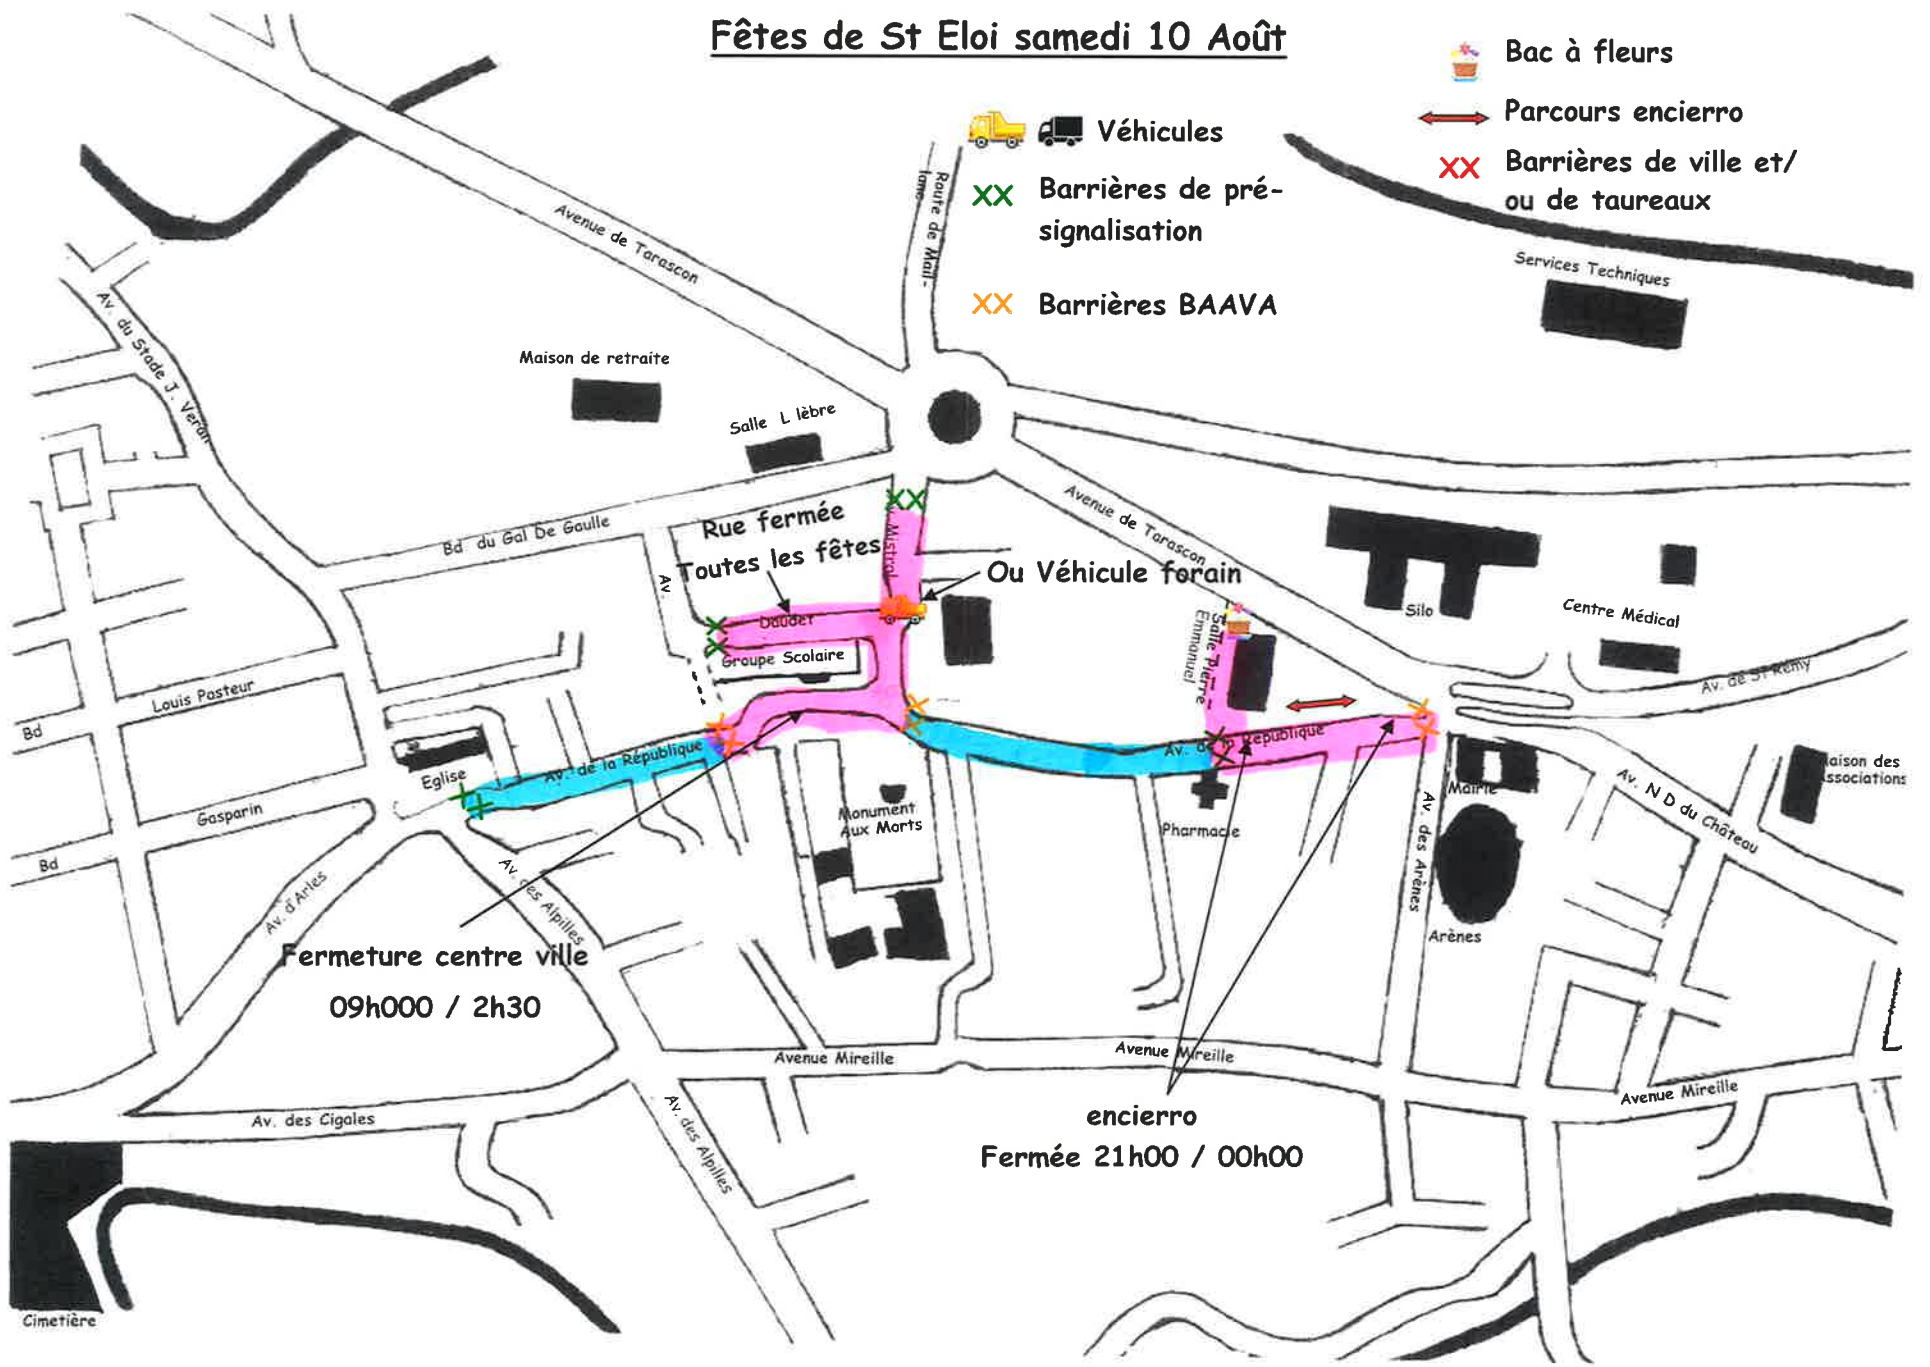 Fêtes de St Eloi samedi 10 Août
Bac à fleurs
Parcours encierro
Barrières de ville et/
ou de taureaux
Véhicules
Barrières de pré-
signalisation
Barrières BAAVA
Route de Mail-
lane
Avenue de Tarascon
Services Techniques
Av. du Stade J. Veran
Maison de retraite
Salle L lèbre
Bd du Gal De Gaulle
Rue fermée
Toutes les fêtes
Mistral
Avenue de Tarascon
Ou Véhicule forain
Av.
Daudet
Groupe Scolaire
Salle Pierre
Emmanuel
Silo
Centre Médical
Av. de St Rémy
Louis Pasteur
Bd
Eglise
Av. de la République
Av. de la République
Gasparin
Bd
Monument
Aux Morts
Pharmacie
Mairie
Maison des
Associations
Av. N D du Château
Av. des Arènes
Arènes
Av. d'Arles
Av. des Alpilles
Fermeture centre ville
09h000 / 2h30
Avenue Mireille
Avenue Mireille
Avenue Mireille
Av. des Cigales
Av. des Alpilles
encierro
Fermée 21h00 / 00h00
Cimetière